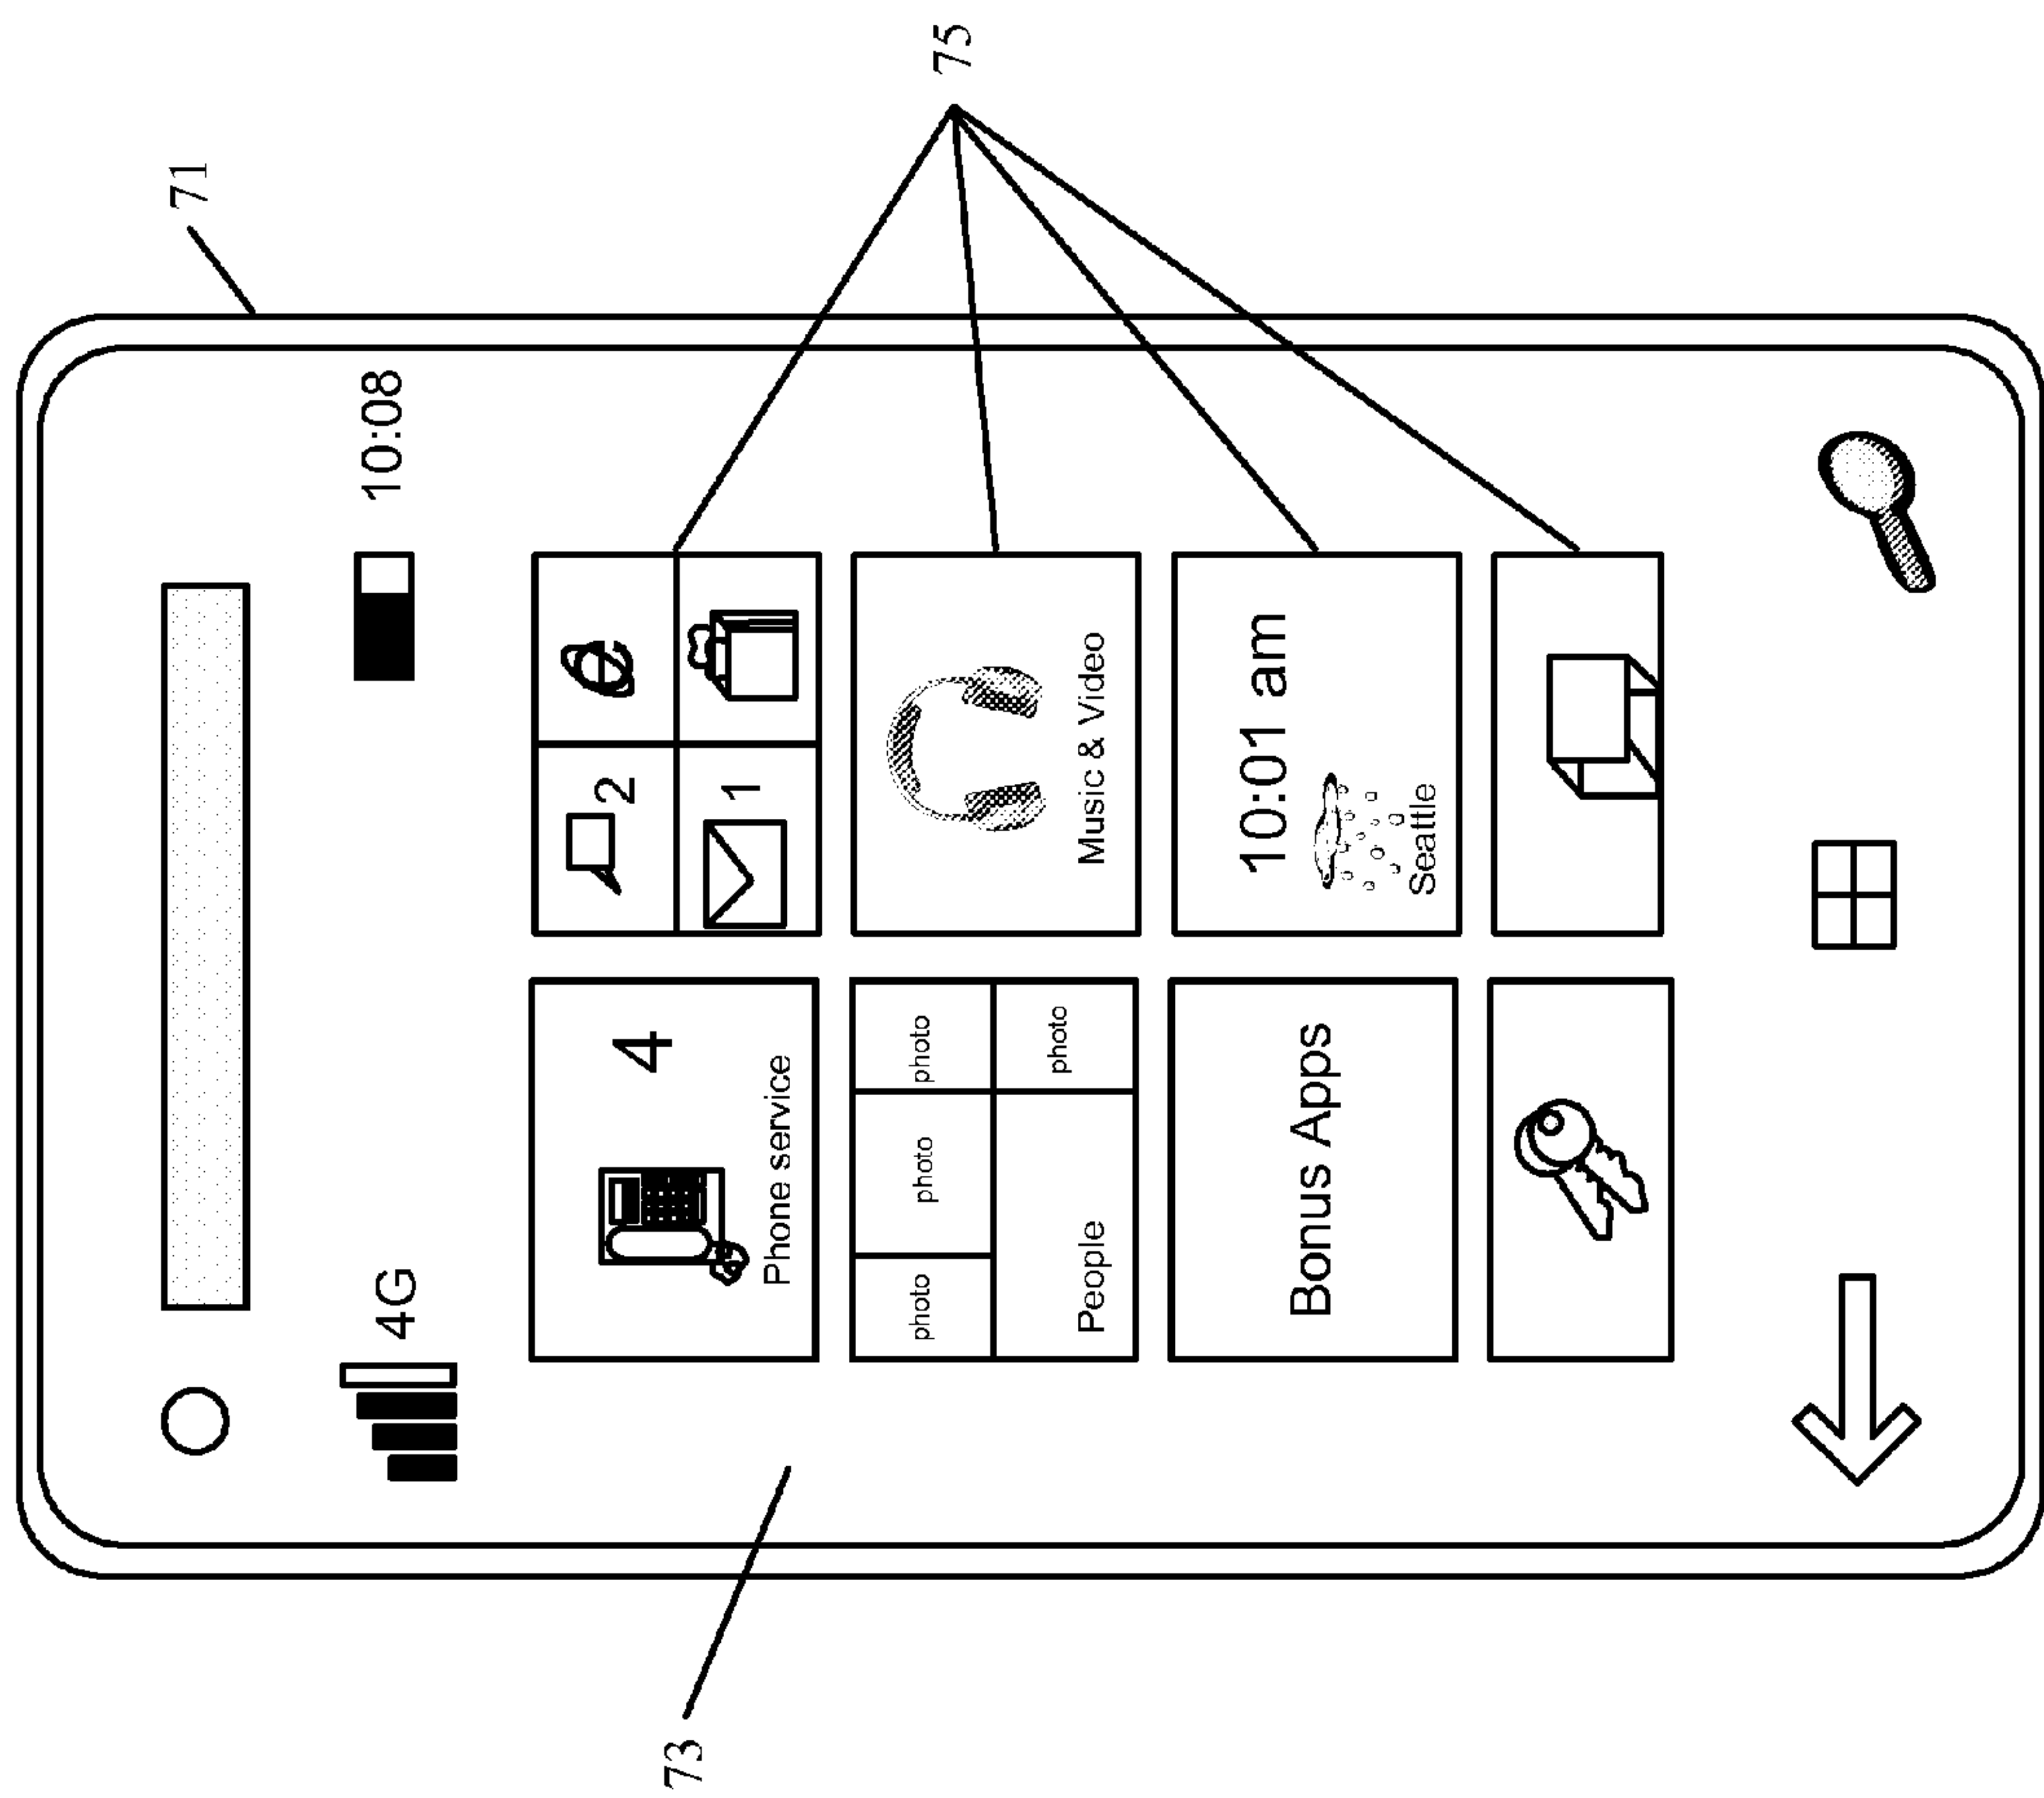 71
75
4G
10:08
4
Phone service
2
e
1
photo
photo
photo
photo
People
Music & Video
Bonus Apps
10:01 am
Seattle
73